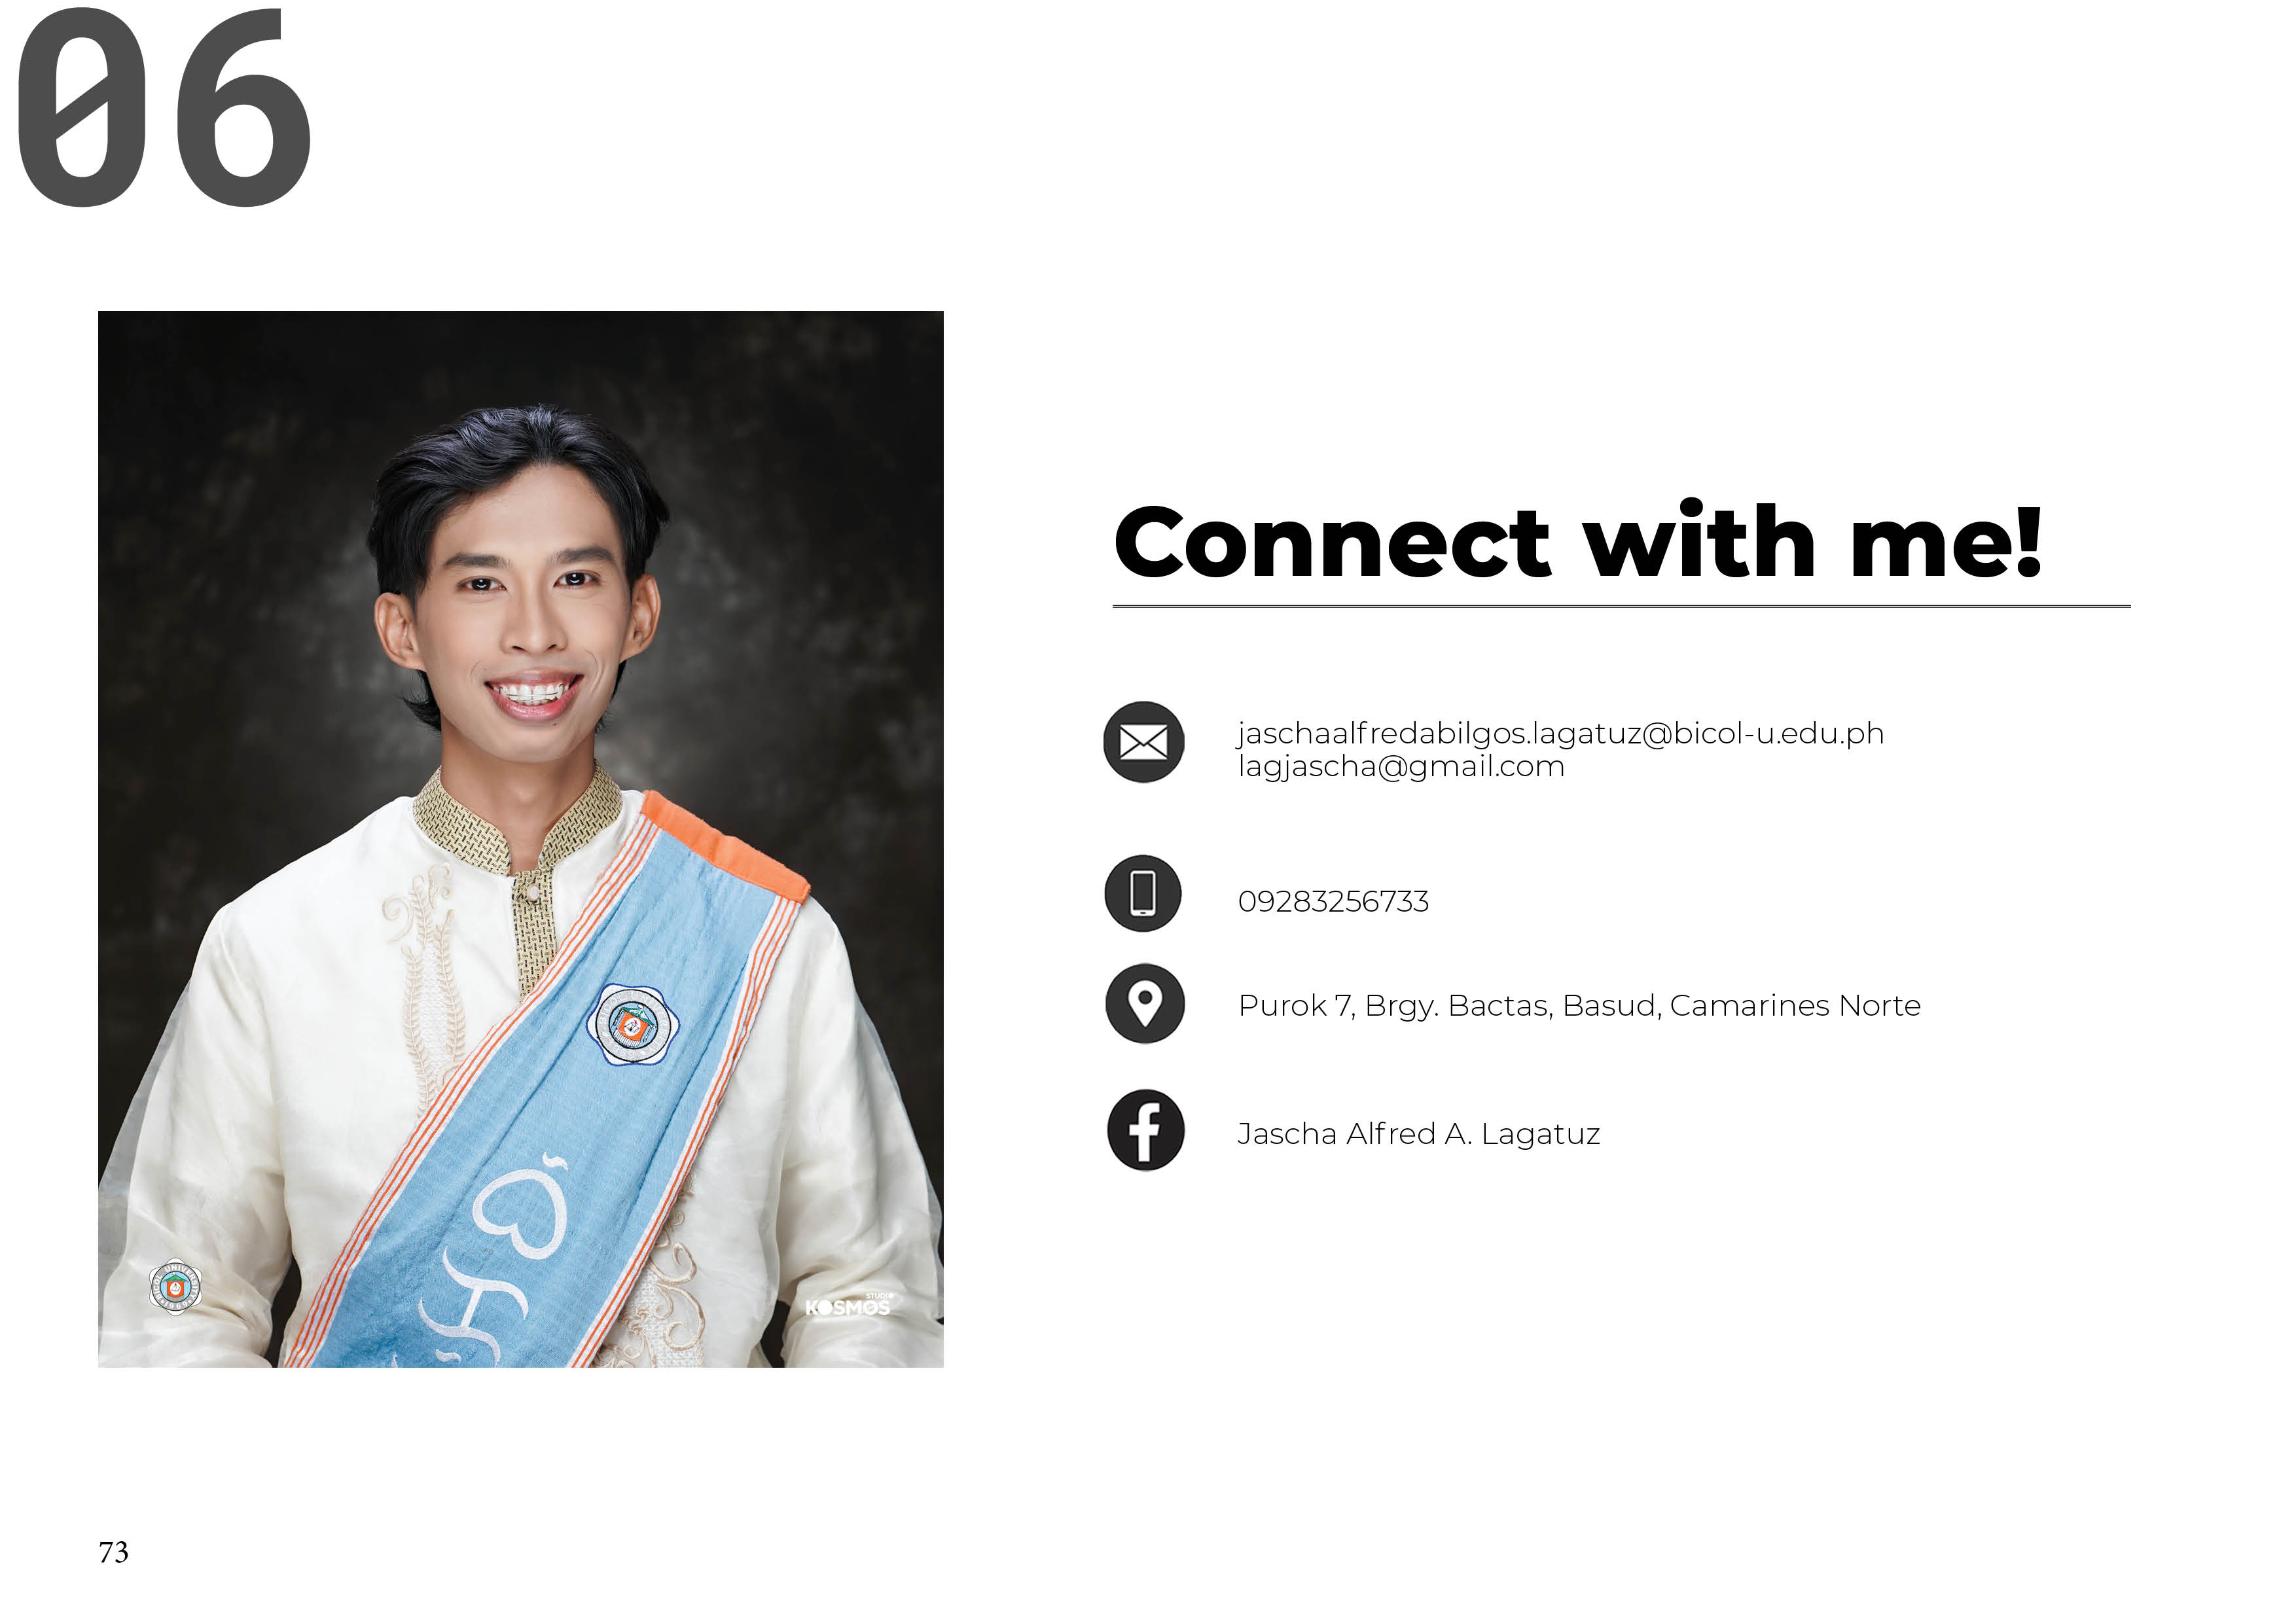 06
Connect with me!
jaschaalfredabilgos.lagatuz@bicol-u.edu.ph
lagjascha@gmail.com
09283256733
Purok 7, Brgy. Bactas, Basud, Camarines Norte
Jascha Alfred A. Lagatuz
STUDIO
KOSMOS
73